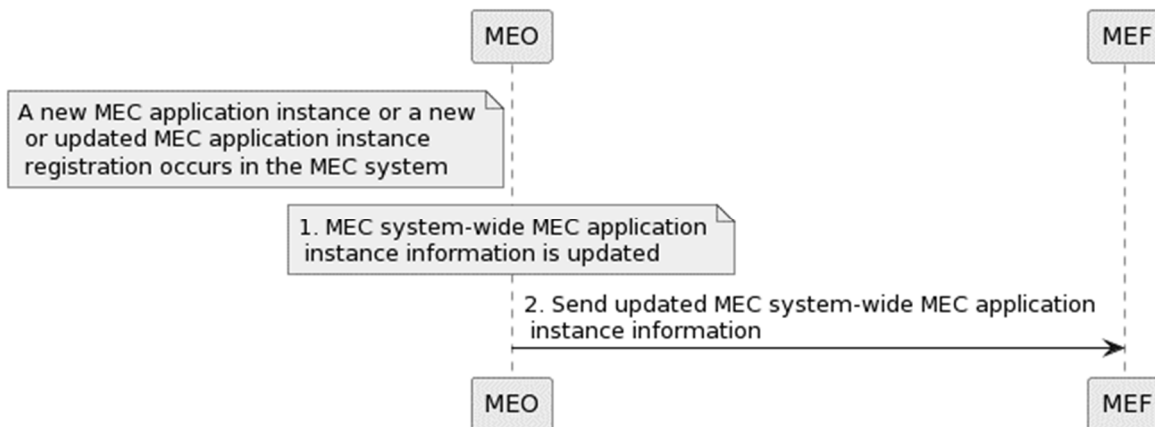 MEO
MEF
A new MEC application instance or a new
or updated MEC application instance
registration occurs in the MEC system
1. MEC system-wide MEC application
instance information is updated
2. Send updated MEC system-wide MEC application
instance information
MEO
MEF